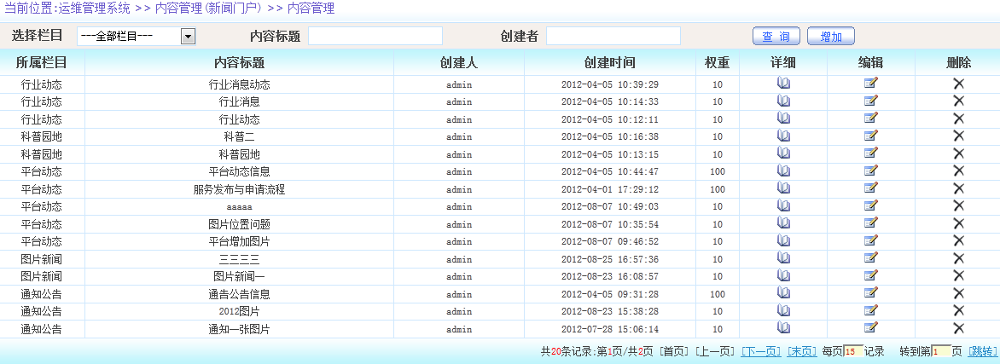 当前位置:运维管理系统 >> 内容管理(新闻门户) >> 内容管理
选择栏目 ---全部栏目--- 内容标题 创建者 查 询 增加
所属栏目 内容标题 创建人 创建时间 权重 详细 编辑 删除
行业动态 行业消息动态 admin 2012-04-05 10:39:29 10
行业动态 行业消息 admin 2012-04-05 10:14:33 10
行业动态 行业动态 admin 2012-04-05 10:12:11 10
科普园地 科普二 admin 2012-04-05 10:16:38 10
科普园地 科普园地 admin 2012-04-05 10:13:15 10
平台动态 平台动态信息 admin 2012-04-05 10:44:47 100
平台动态 服务发布与申请流程 admin 2012-04-01 17:29:12 100
平台动态 aaaaa admin 2012-08-07 10:49:03 10
平台动态 图片位置问题 admin 2012-08-07 10:35:54 10
平台动态 平台增加图片 admin 2012-08-07 09:46:52 10
图片新闻 三三三三 admin 2012-08-25 16:57:36 10
图片新闻 图片新闻一 admin 2012-08-23 16:08:57 10
通知公告 通告公告信息 admin 2012-04-05 09:31:28 100
通知公告 2012图片 admin 2012-08-23 15:38:28 10
通知公告 通知一张图片 admin 2012-07-28 15:06:14 10
共20条记录:第1页/共2页 [首页] [上一页] [下一页] [末页] 每页15记录 转到第1页 [跳转]